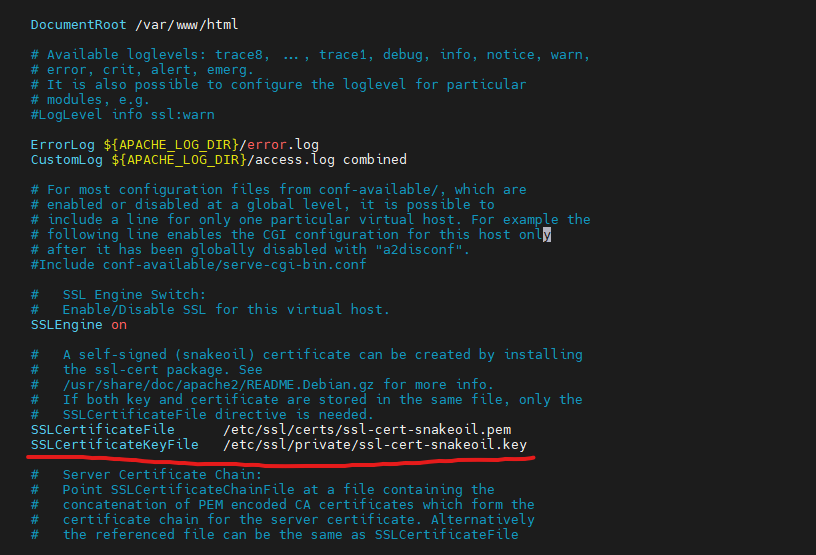 DocumentRoot /var/www/html
# Available loglevels: trace8, ..., trace1, debug, info, notice, warn,
# error, crit, alert, emerg.
# It is also possible to configure the loglevel for particular
# modules, e.g.
#LogLevel info ssl:warn
ErrorLog ${APACHE_LOG_DIR}/error.log
CustomLog ${APACHE_LOG_DIR}/access.log combined
# For most configuration files from conf-available/, which are
# enabled or disabled at a global level, it is possible to
# include a line for only one particular virtual host. For example the
# following line enables the CGI configuration for this host only
# after it has been globally disabled with "a2disconf".
#Include conf-available/serve-cgi-bin.conf
#   SSL Engine Switch:
#   Enable/Disable SSL for this virtual host.
SSLEngine on
#   A self-signed (snakeoil) certificate can be created by installing
#   the ssl-cert package. See
#   /usr/share/doc/apache2/README.Debian.gz for more info.
#   If both key and certificate are stored in the same file, only the
#   SSLCertificateFile directive is needed.
SSLCertificateFile      /etc/ssl/certs/ssl-cert-snakeoil.pem
SSLCertificateKeyFile   /etc/ssl/private/ssl-cert-snakeoil.key
#   Server Certificate Chain:
#   Point SSLCertificateChainFile at a file containing the
#   concatenation of PEM encoded CA certificates which form the
#   certificate chain for the server certificate. Alternatively
#   the referenced file can be the same as SSLCertificateFile